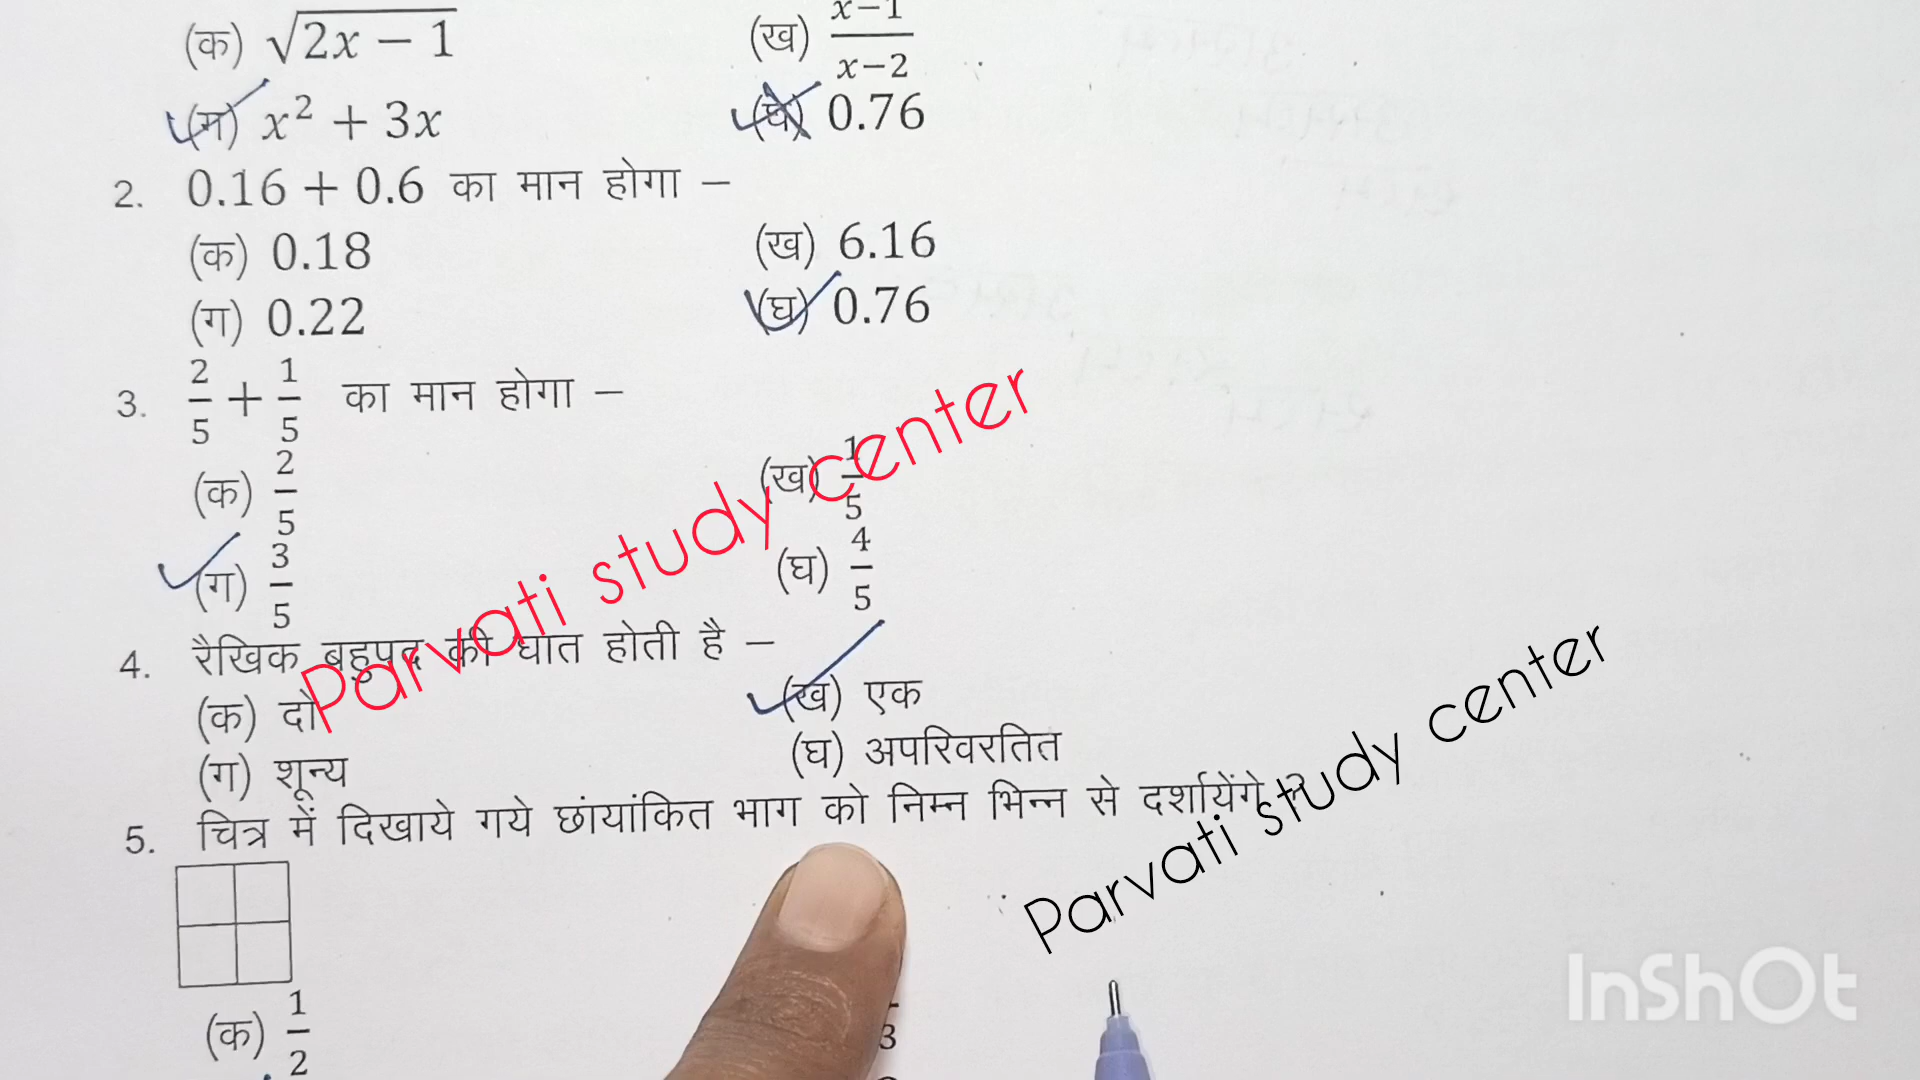 (क) √2x − 1 (ख) x−1/x−2
(ग) x² + 3x (घ) 0.76
2. 0.16 + 0.6 का मान होगा –
(क) 0.18 (ख) 6.16
(ग) 0.22 (घ) 0.76
3. 2/5 + 1/5 का मान होगा –
(क) 2/5 (ख) 1/5
(ग) 3/5 (घ) 4/5
4. रैखिक बहुपद की घात होती है –
(क) दो (ख) एक
(ग) शून्य (घ) अपरिवरतित
5. चित्र में दिखाये गये छांयांकित भाग को निम्न भिन्न से दर्शायेंगे
(क) 1/2 3
Parvati study center
Parvati study center
InShOt